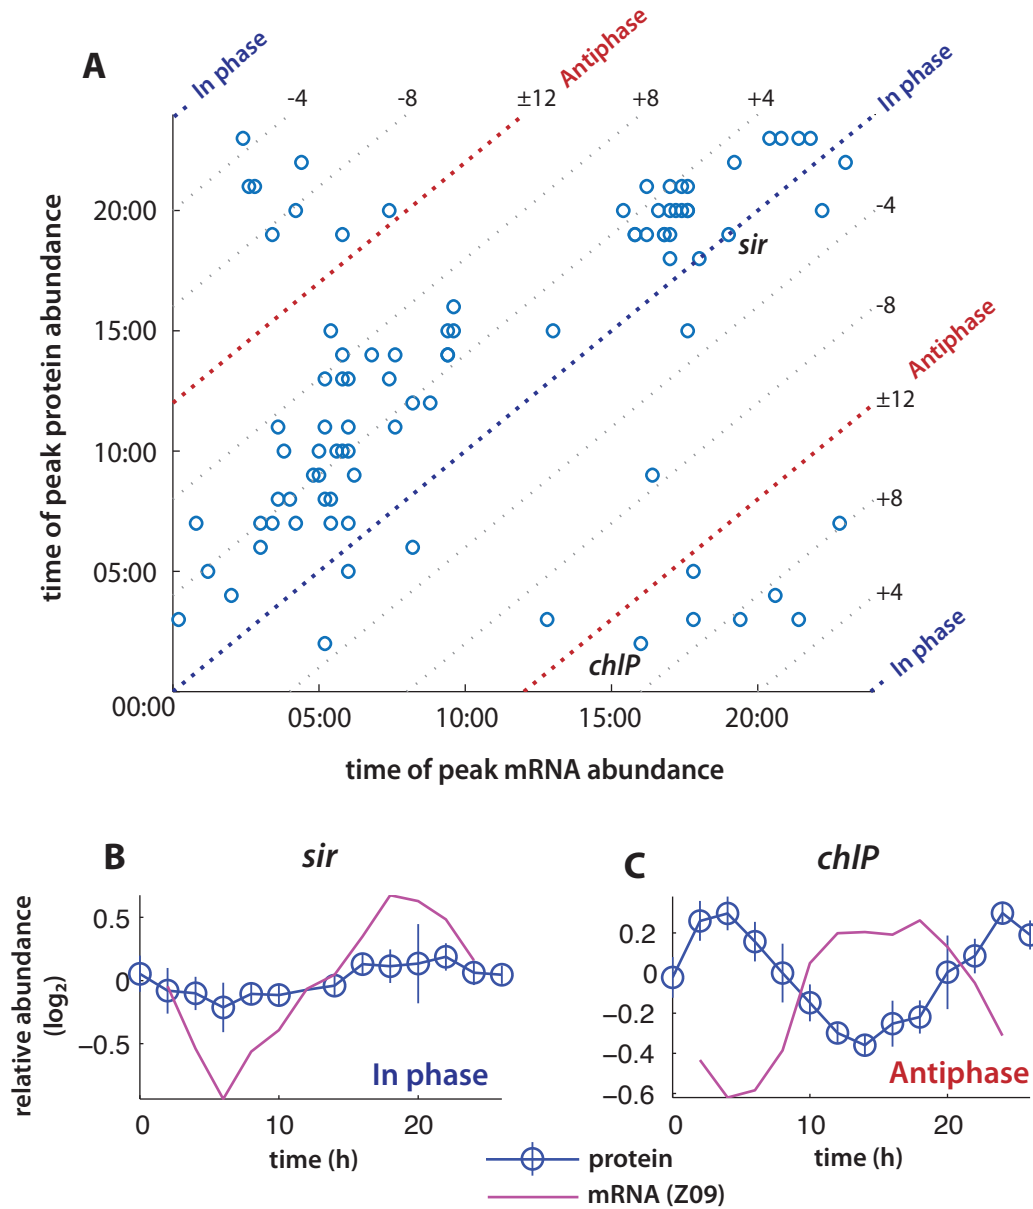 A
In phase
-4
-8
±12
Antiphase
+8
+4
In phase
-4
-8
Antiphase
±12
+8
+4
In phase
time of peak protein abundance
20:00
15:00
10:00
05:00
00:00
05:00
10:00
15:00
20:00
time of peak mRNA abundance
sir
chlP
B
sir
relative abundance
(log2)
0.5
0
−0.5
In phase
0
10
20
time (h)
C
chlP
0.2
0
−0.2
−0.4
−0.6
Antiphase
0
10
20
time (h)
protein
mRNA (Z09)